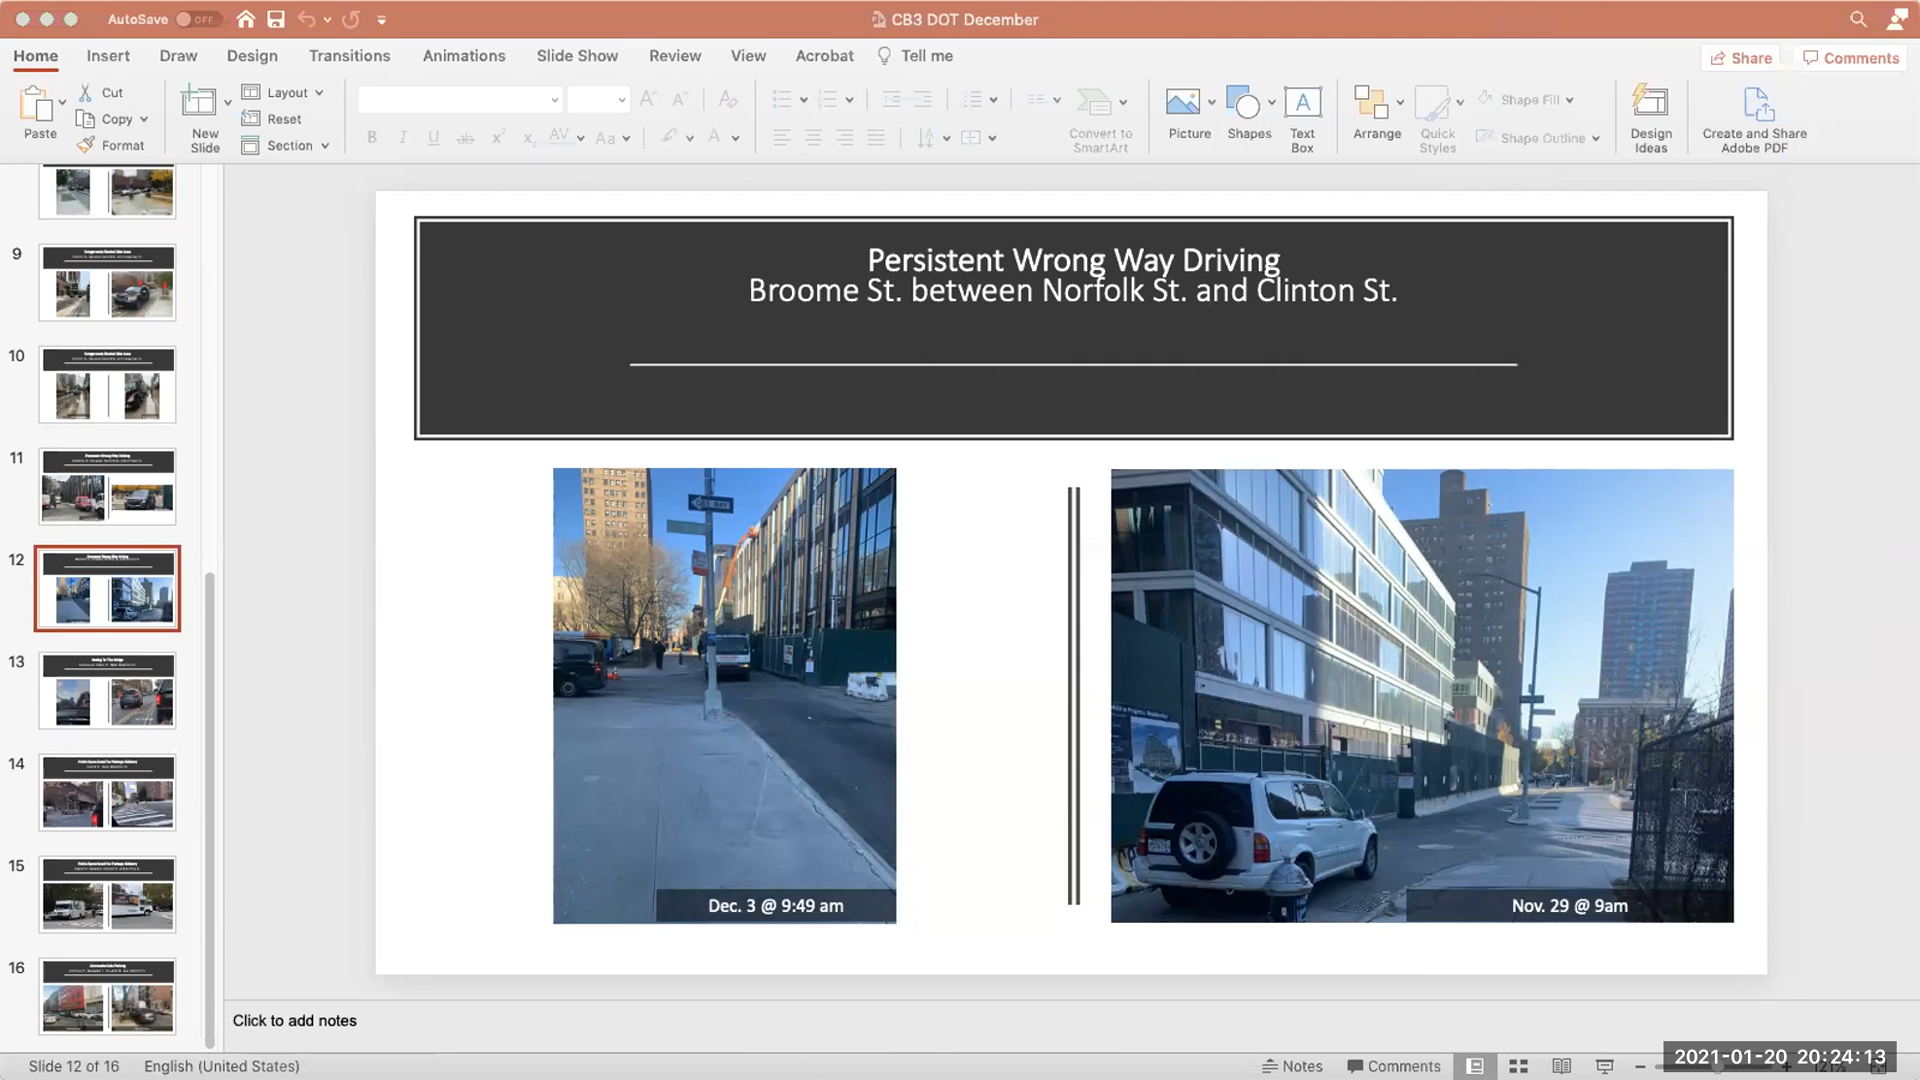 AutoSave OFF
CB3 DOT December
Home Insert Draw Design Transitions Animations Slide Show Review View Acrobat Tell me
Share Comments
Paste
Cut
Copy
Format
New Slide
Layout
Reset
Section
Convert to SmartArt
Picture
Shapes
Text Box
Arrange
Quick Styles
Shape Fill
Shape Outline
Design Ideas
Create and Share Adobe PDF
9
10
11
12
13
14
15
16
Persistent Wrong Way Driving
Broome St. between Norfolk St. and Clinton St.
Dec. 3 @ 9:49 am
Nov. 29 @ 9am
Click to add notes
Slide 12 of 16 English (United States)
Notes Comments
2021-01-20 20:24:13